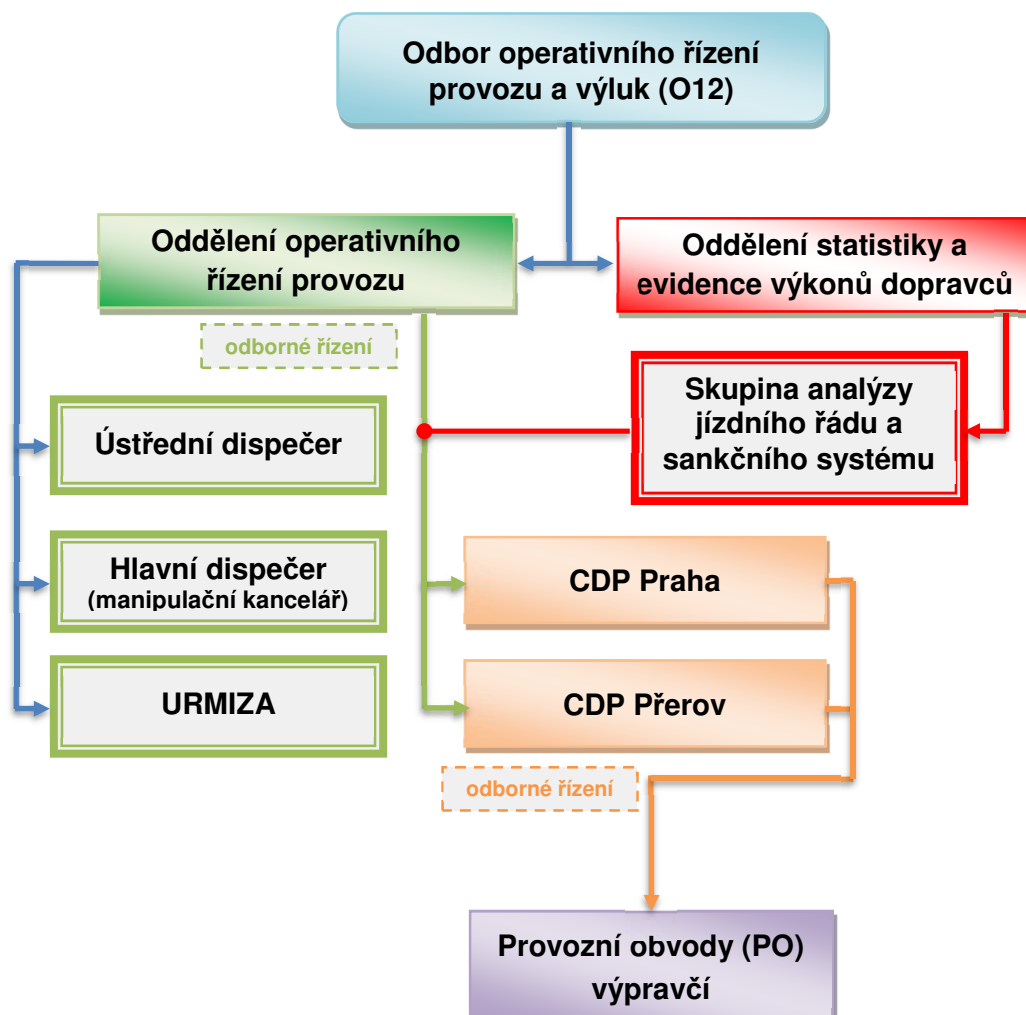 Odbor operativního řízení
provozu a výluk (O12)
Oddělení operativního
řízení provozu
Oddělení statistiky a
evidence výkonů dopravců
odborné řízení
Skupina analýzy
jízdního řádu a
sankčního systému
Ústřední dispečer
Hlavní dispečer
(manipulační kancelář)
CDP Praha
URMIZA
CDP Přerov
odborné řízení
Provozní obvody (PO)
výpravčí